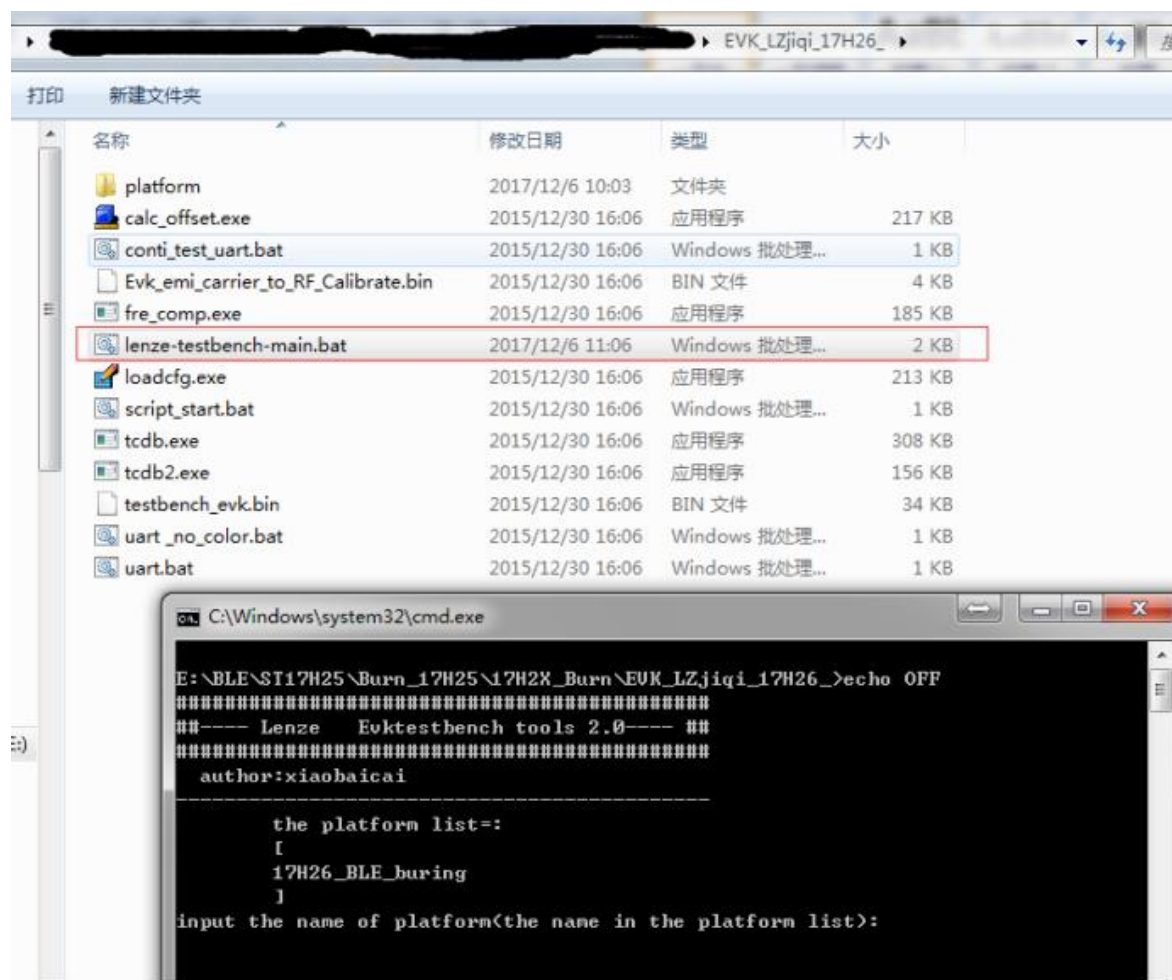 EVK_LZjiqi_17H26_
打印 新建文件夹
名称 修改日期 类型 大小
platform 2017/12/6 10:03 文件夹
calc_offset.exe 2015/12/30 16:06 应用程序 217 KB
conti_test_uart.bat 2015/12/30 16:06 Windows 批处理... 1 KB
Evk_emi_carrier_to_RF_Calibrate.bin 2015/12/30 16:06 BIN 文件 4 KB
fre_comp.exe 2015/12/30 16:06 应用程序 185 KB
lenze-testbench-main.bat 2017/12/6 11:06 Windows 批处理... 2 KB
loadcfg.exe 2015/12/30 16:06 应用程序 213 KB
script_start.bat 2015/12/30 16:06 Windows 批处理... 1 KB
tcdb.exe 2015/12/30 16:06 应用程序 308 KB
tcdb2.exe 2015/12/30 16:06 应用程序 156 KB
testbench_evk.bin 2015/12/30 16:06 BIN 文件 34 KB
uart _no_color.bat 2015/12/30 16:06 Windows 批处理... 1 KB
uart.bat 2015/12/30 16:06 Windows 批处理... 1 KB
C:\Windows\system32\cmd.exe
E:\BLE\ST17H25\Burn_17H25\17H2X_Burn\EVK_LZjiqi_17H26_>echo OFF
############################################
##---- Lenze   Evktestbench tools 2.0---- ##
############################################
author:xiaobaicai
--------------------------------------------
the platform list=:
[
17H26_BLE_buring
]
input the name of platform(the name in the platform list):
E:)